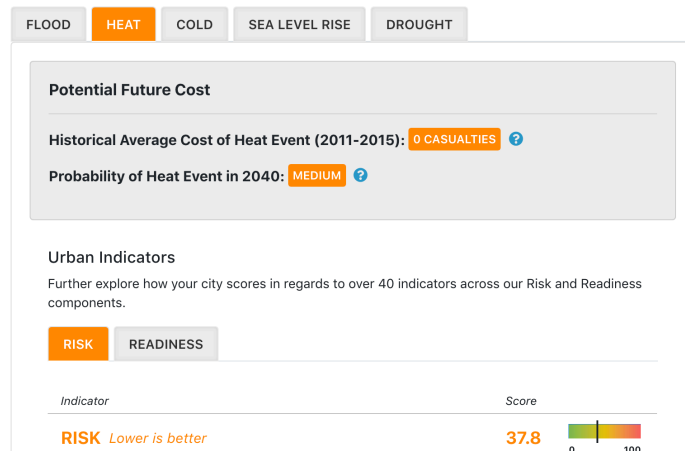 FLOOD HEAT COLD SEA LEVEL RISE DROUGHT
Potential Future Cost
Historical Average Cost of Heat Event (2011-2015): 0 CASUALTIES ?
Probability of Heat Event in 2040: MEDIUM ?
Urban Indicators
Further explore how your city scores in regards to over 40 indicators across our Risk and Readiness
components.
RISK READINESS
Indicator Score
RISK Lower is better 37.8
0 100